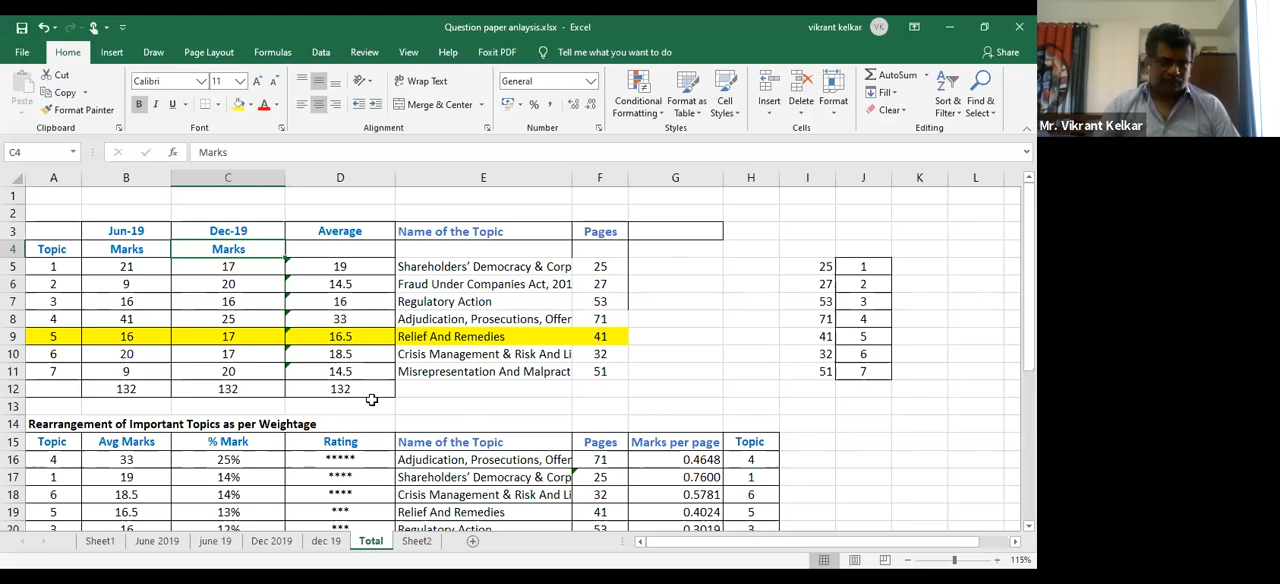 Question paper anlaysis.xlsx - Excel
vikrant kelkar VK
File Home Insert Draw Page Layout Formulas Data Review View Help Foxit PDF Tell me what you want to do Share
Paste Cut Copy Format Painter Clipboard
Calibri 11 A A B I U A Font
Wrap Text Merge & Center Alignment
General % , Number
Conditional Formatting Format as Table Cell Styles Styles
Insert Delete Format Cells
AutoSum Fill Clear Sort & Filter Find & Select Editing
Mr. Vikrant Kelkar
C4 fx Marks
A B C D E F G H I J K L
1
2
3 Jun-19 Dec-19 Average Name of the Topic Pages
4 Topic Marks Marks
5 1 21 17 19 Shareholders’ Democracy & Corp 25 25 1
6 2 9 20 14.5 Fraud Under Companies Act, 201 27 27 2
7 3 16 16 16 Regulatory Action 53 53 3
8 4 41 25 33 Adjudication, Prosecutions, Offer 71 71 4
9 5 16 17 16.5 Relief And Remedies 41 41 5
10 6 20 17 18.5 Crisis Management & Risk And Li 32 32 6
11 7 9 20 14.5 Misrepresentation And Malpract 51 51 7
12 132 132 132
13
14 Rearrangement of Important Topics as per Weightage
15 Topic Avg Marks % Mark Rating Name of the Topic Pages Marks per page Topic
16 4 33 25% ***** Adjudication, Prosecutions, Offer 71 0.4648 4
17 1 19 14% **** Shareholders’ Democracy & Corp 25 0.7600 1
18 6 18.5 14% **** Crisis Management & Risk And Li 32 0.5781 6
19 5 16.5 13% *** Relief And Remedies 41 0.4024 5
20 3 16 12% *** Regulatory Action 53 0.3019 3
Sheet1 June 2019 june 19 Dec 2019 dec 19 Total Sheet2
115%